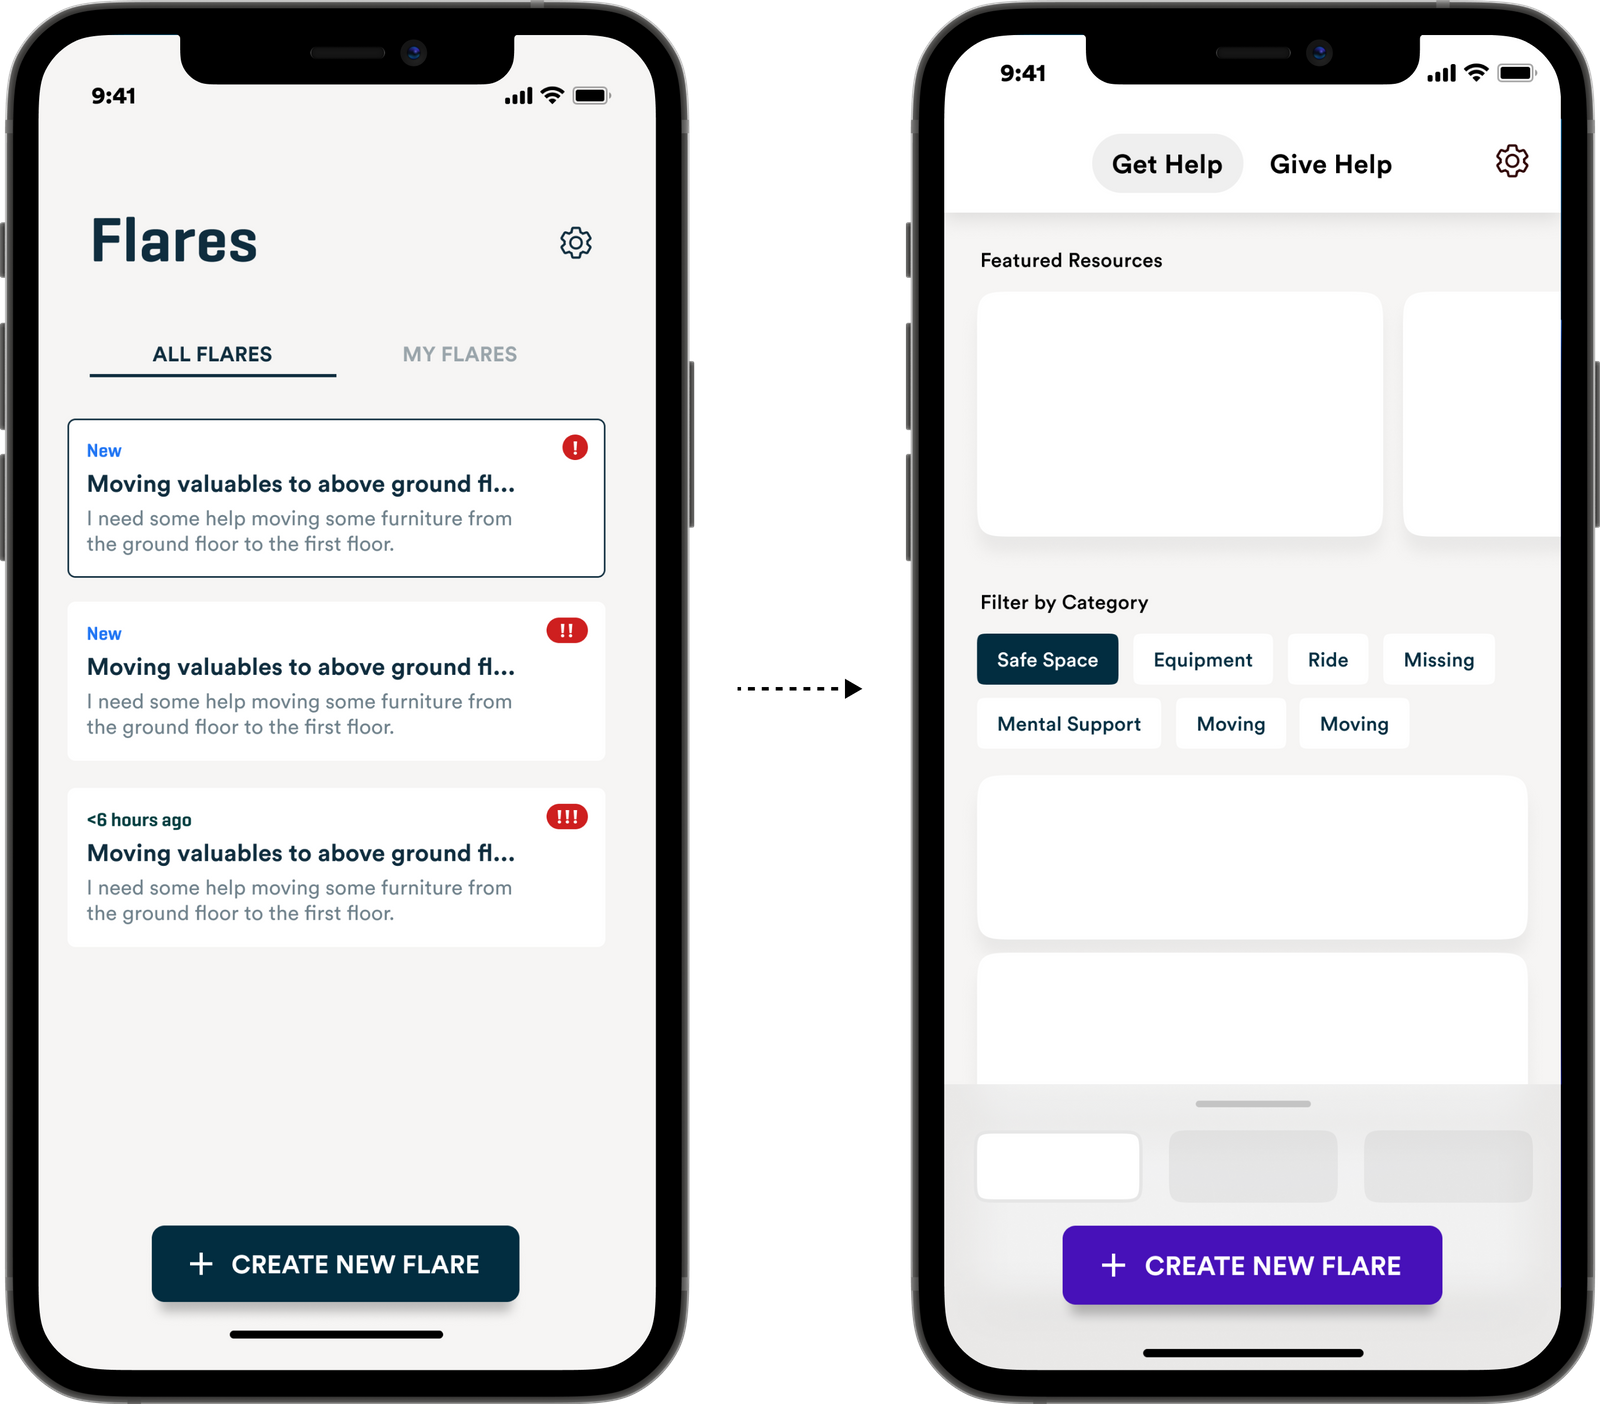 9:41
Flares
ALL FLARES
MY FLARES
New
!
Moving valuables to above ground fl...
I need some help moving some furniture from
the ground floor to the first floor.
New
!!
Moving valuables to above ground fl...
I need some help moving some furniture from
the ground floor to the first floor.
<6 hours ago
!!!
Moving valuables to above ground fl...
I need some help moving some furniture from
the ground floor to the first floor.
+ CREATE NEW FLARE
9:41
Get Help
Give Help
Featured Resources
Filter by Category
Safe Space
Equipment
Ride
Missing
Mental Support
Moving
Moving
+ CREATE NEW FLARE